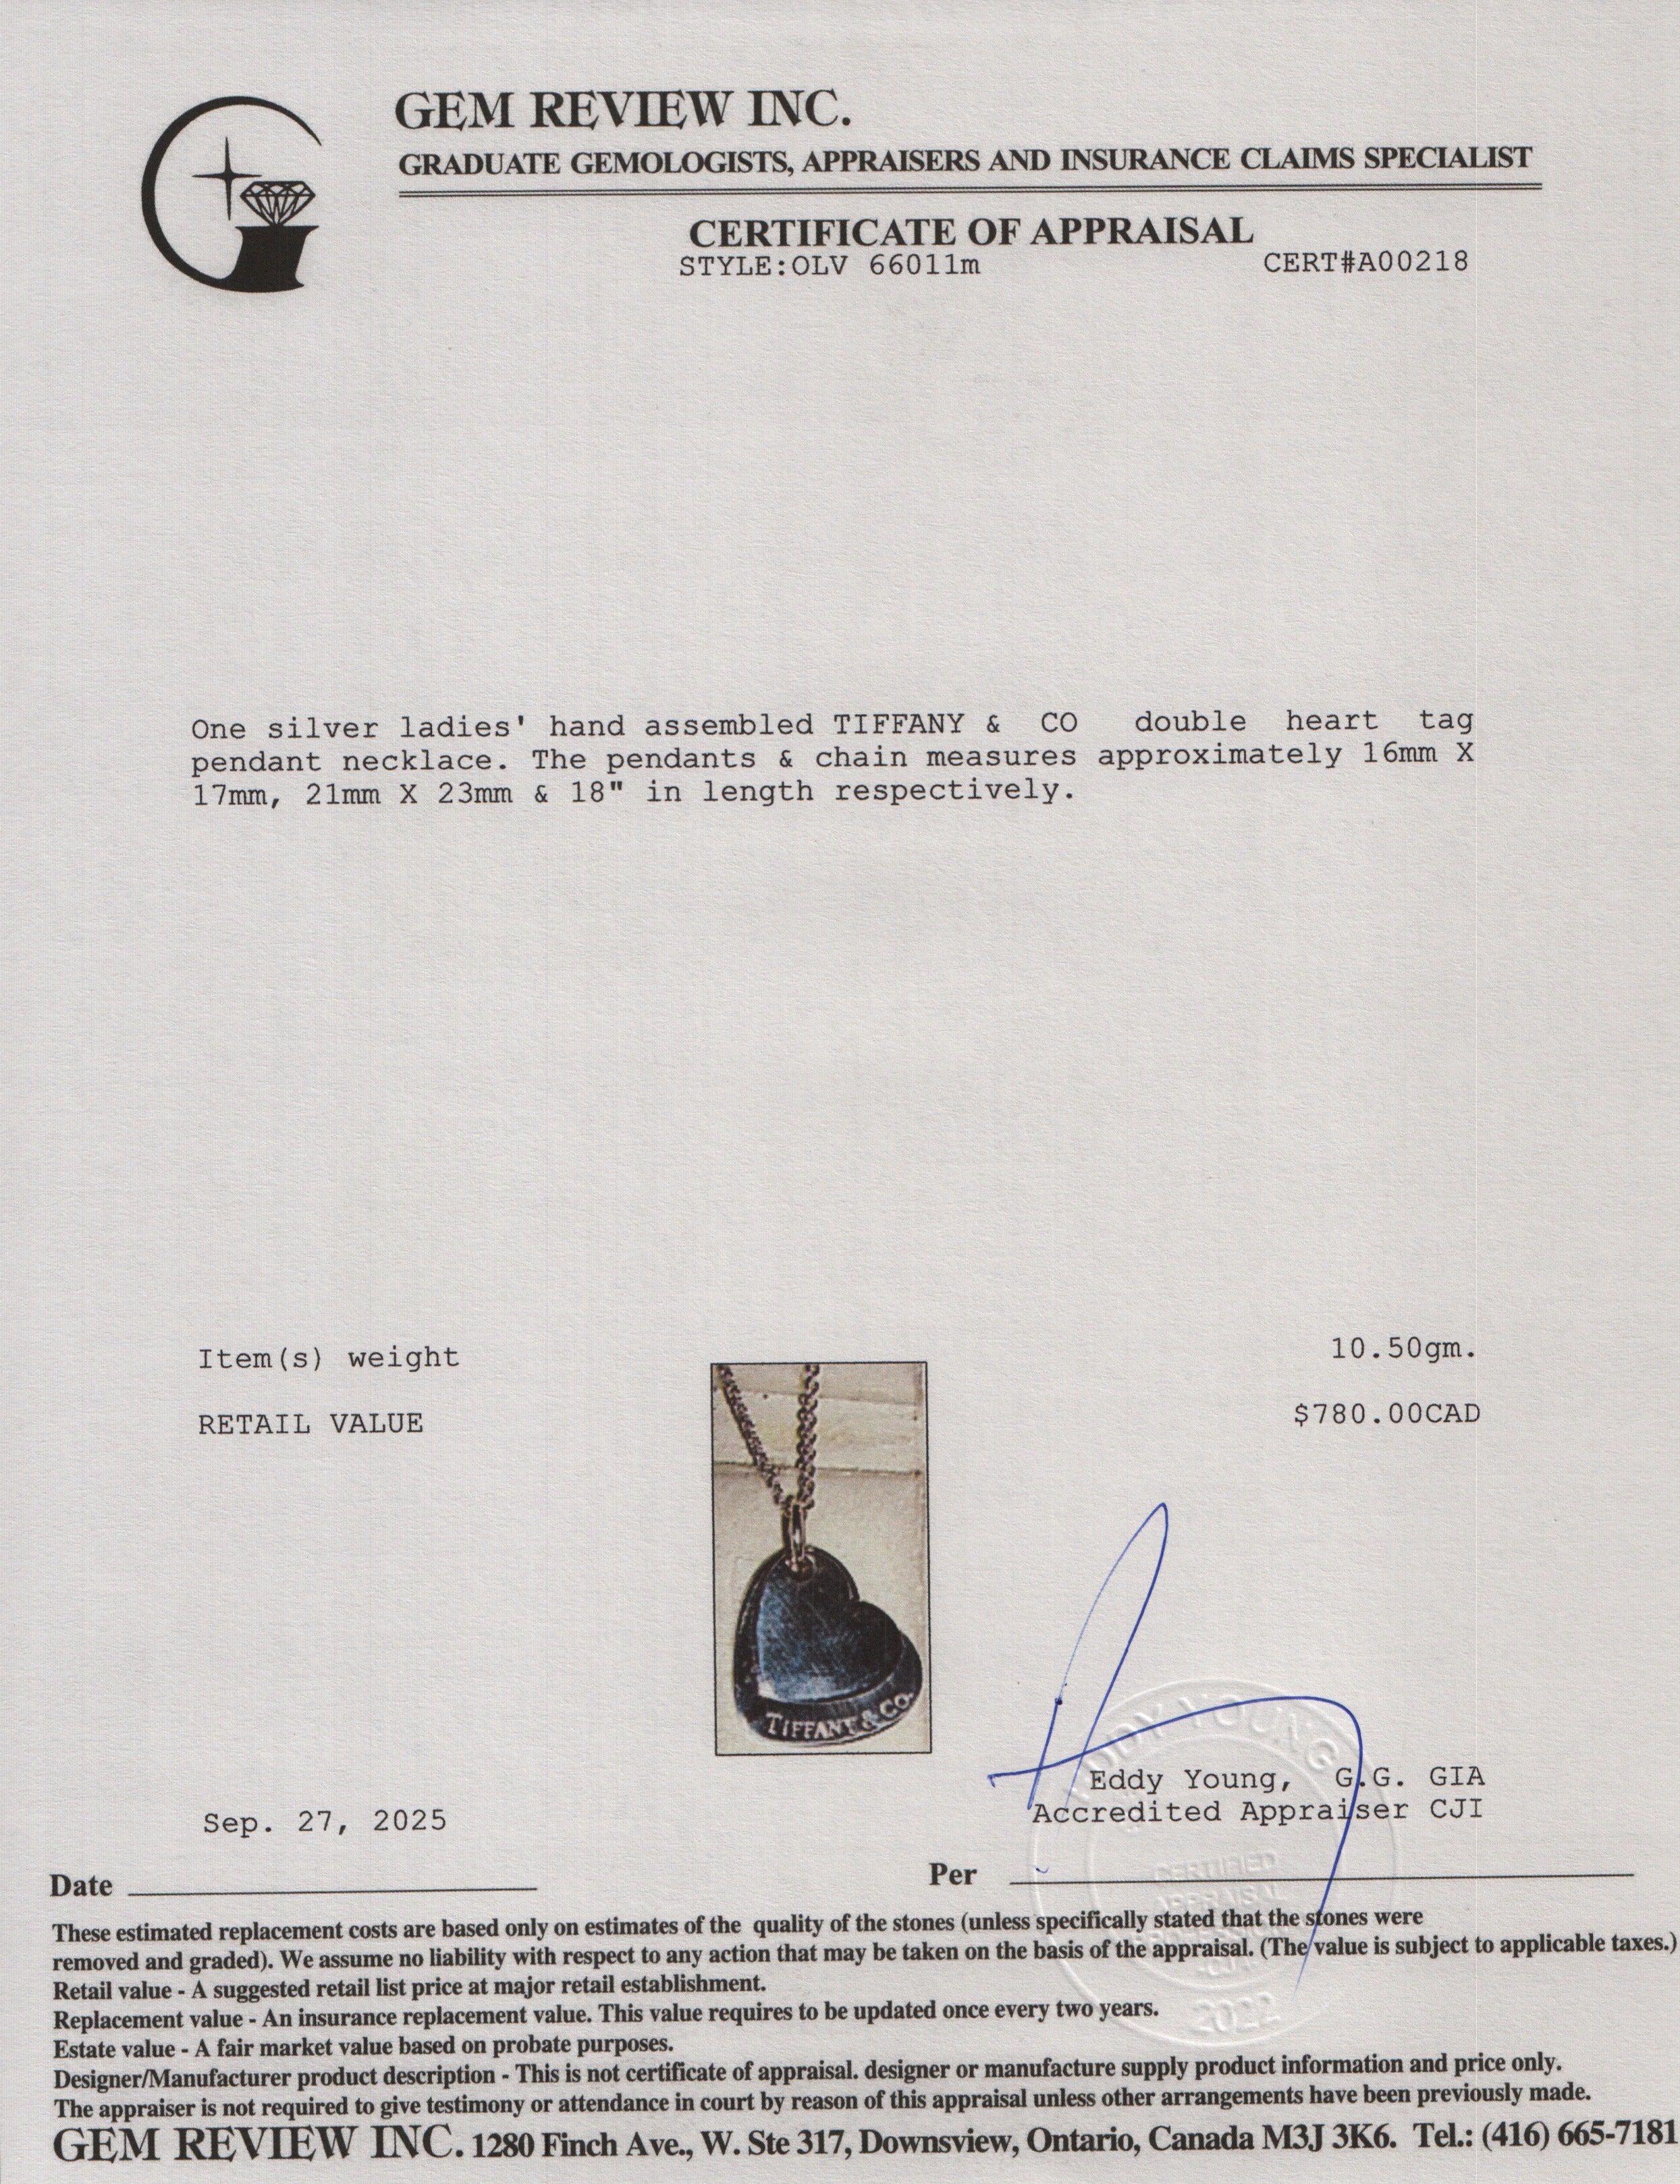 GEM REVIEW INC.
GRADUATE GEMOLOGISTS, APPRAISERS AND INSURANCE CLAIMS SPECIALIST
CERTIFICATE OF APPRAISAL
STYLE:OLV 66011m CERT#A00218
One silver ladies' hand assembled TIFFANY & CO double heart tag
pendant necklace. The pendants & chain measures approximately 16mm X
17mm, 21mm X 23mm & 18" in length respectively.
Item(s) weight 10.50gm.
RETAIL VALUE $780.00CAD
TIFFANY & CO.
EDDY YOUNG
Eddy Young, G.G. GIA
Accredited Appraiser CJI
Sep. 27, 2025
Date Per
CERTIFIED
APPRAISAL
2022
These estimated replacement costs are based only on estimates of the quality of the stones (unless specifically stated that the stones were
removed and graded). We assume no liability with respect to any action that may be taken on the basis of the appraisal. (The value is subject to applicable taxes.)
Retail value - A suggested retail list price at major retail establishment.
Replacement value - An insurance replacement value. This value requires to be updated once every two years.
Estate value - A fair market value based on probate purposes.
Designer/Manufacturer product description - This is not certificate of appraisal. designer or manufacture supply product information and price only.
The appraiser is not required to give testimony or attendance in court by reason of this appraisal unless other arrangements have been previously made.
GEM REVIEW INC. 1280 Finch Ave., W. Ste 317, Downsview, Ontario, Canada M3J 3K6. Tel.: (416) 665-7181